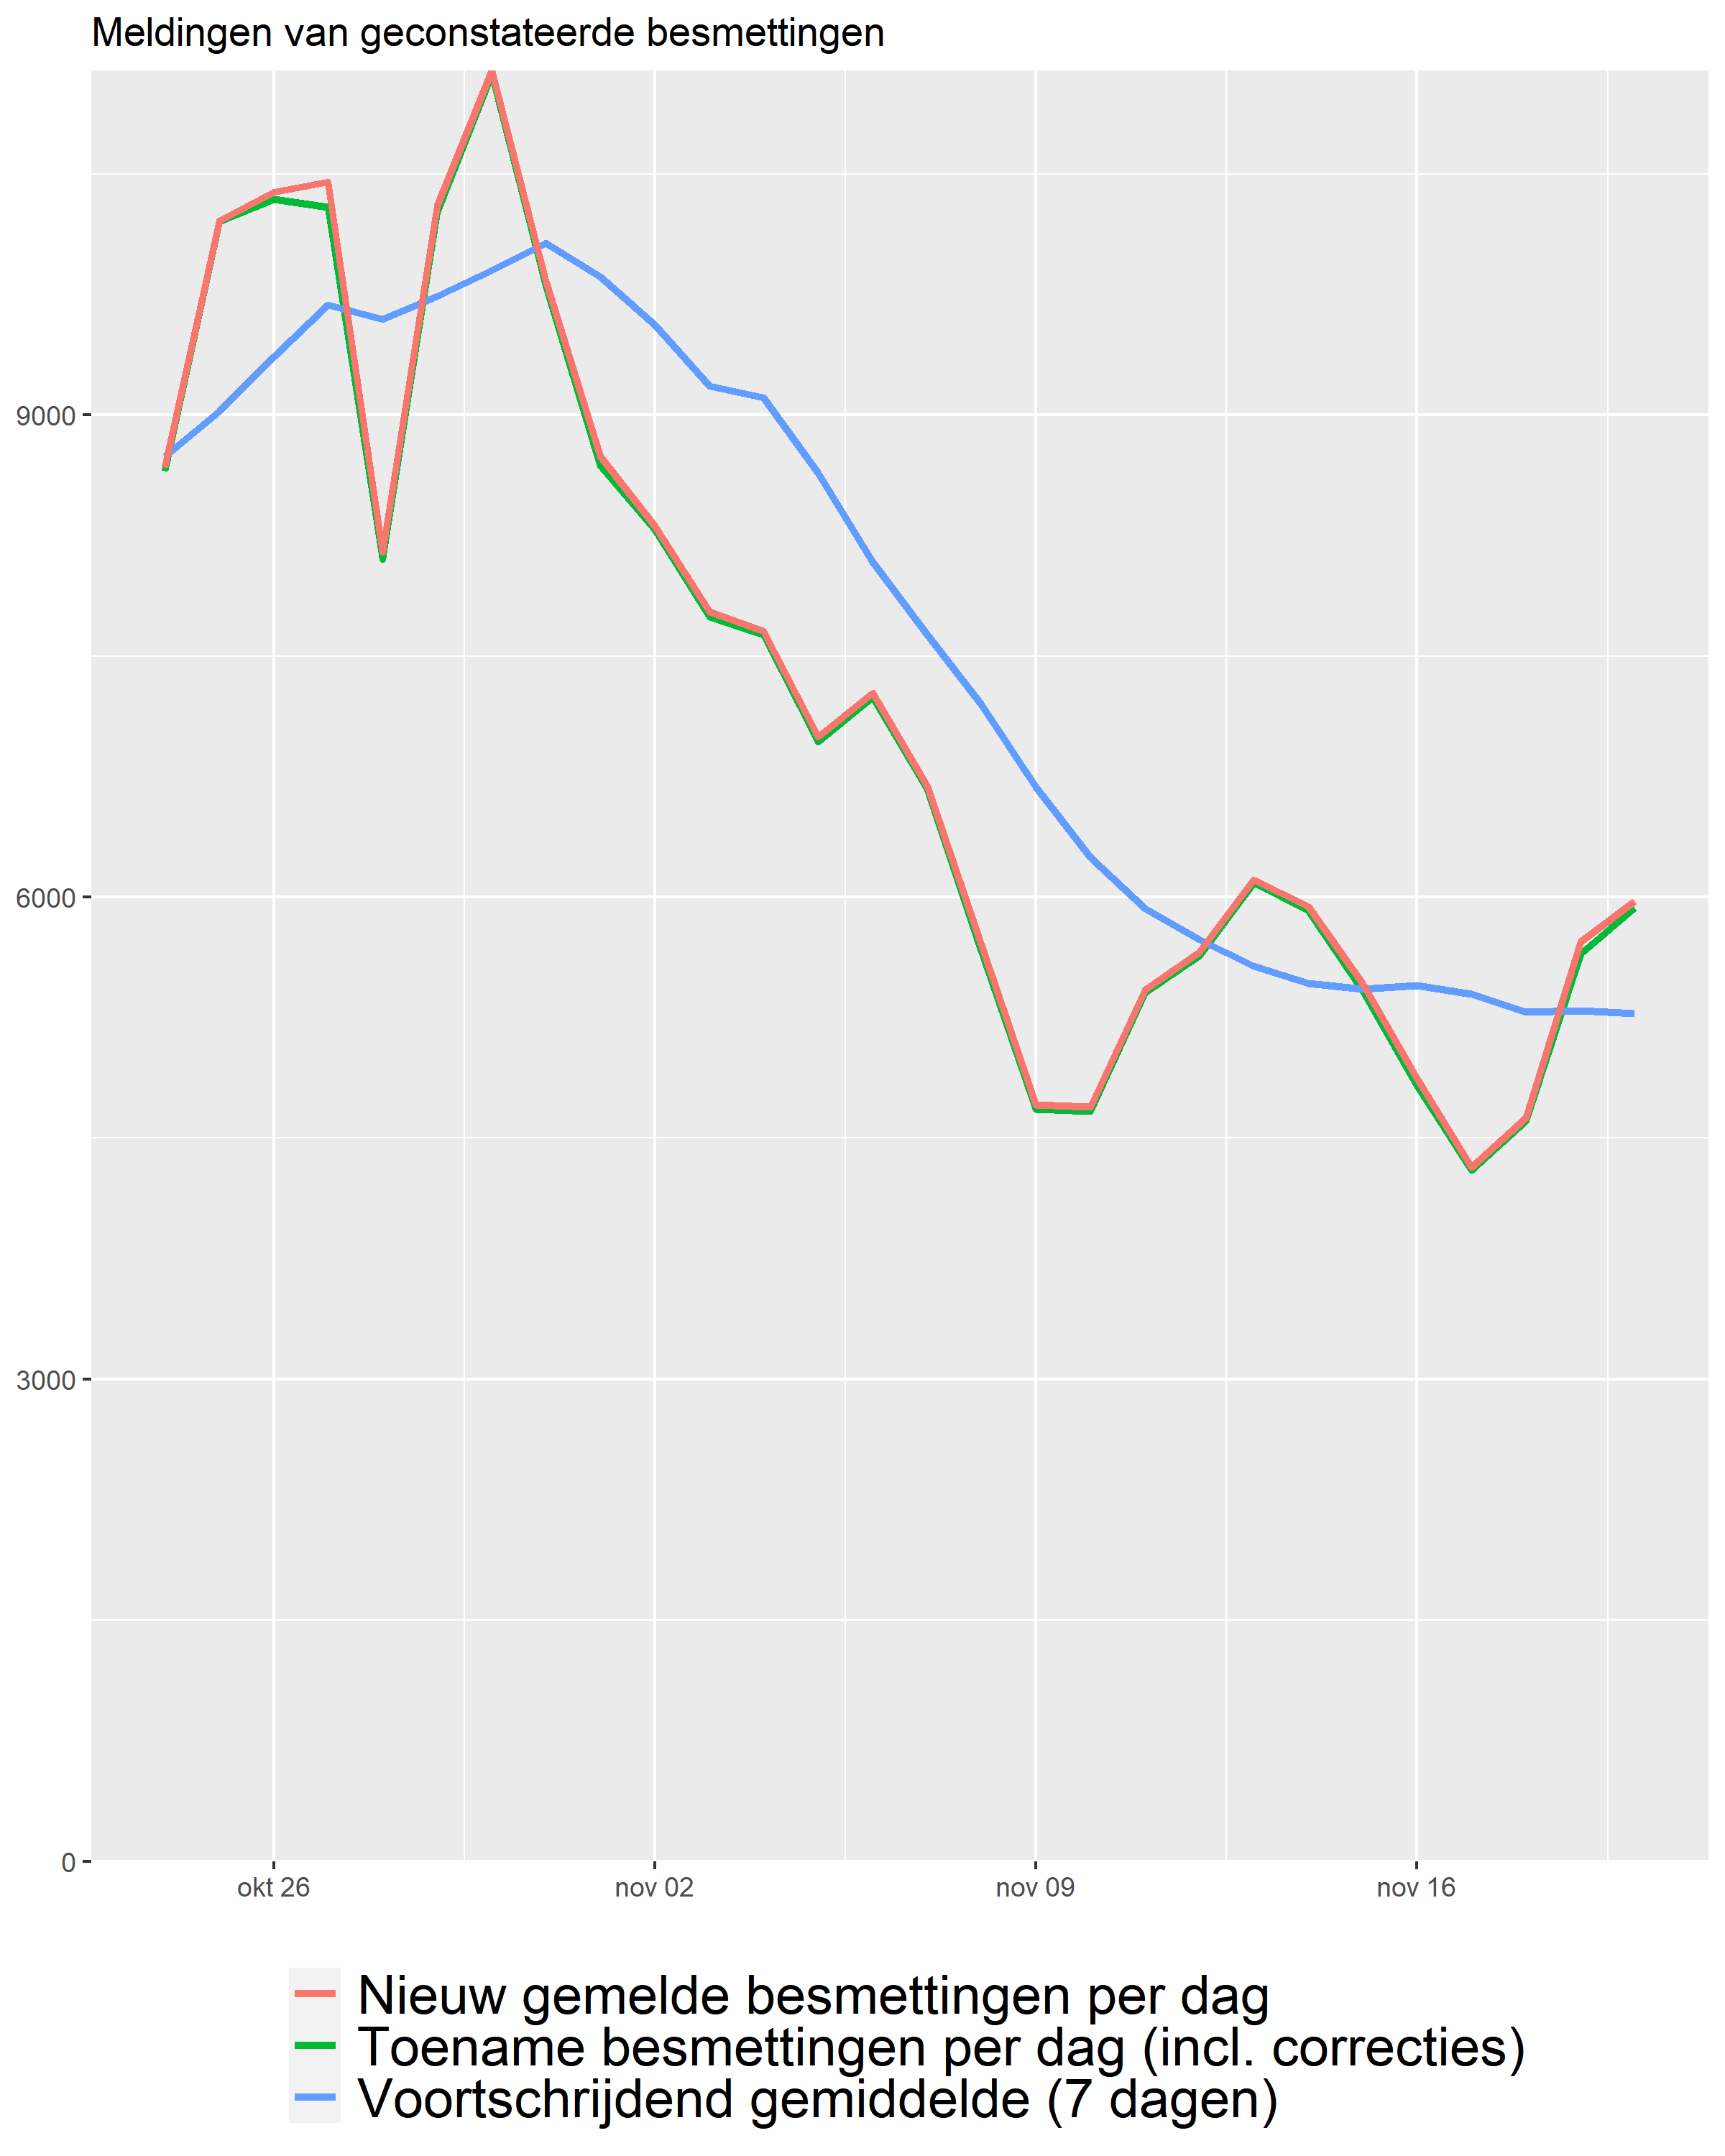 Meldingen van geconstateerde besmettingen
9000
6000
3000
0
okt 26 nov 02 nov 09 nov 16
Nieuw gemelde besmettingen per dag
Toename besmettingen per dag (incl. correcties)
Voortschrijdend gemiddelde (7 dagen)